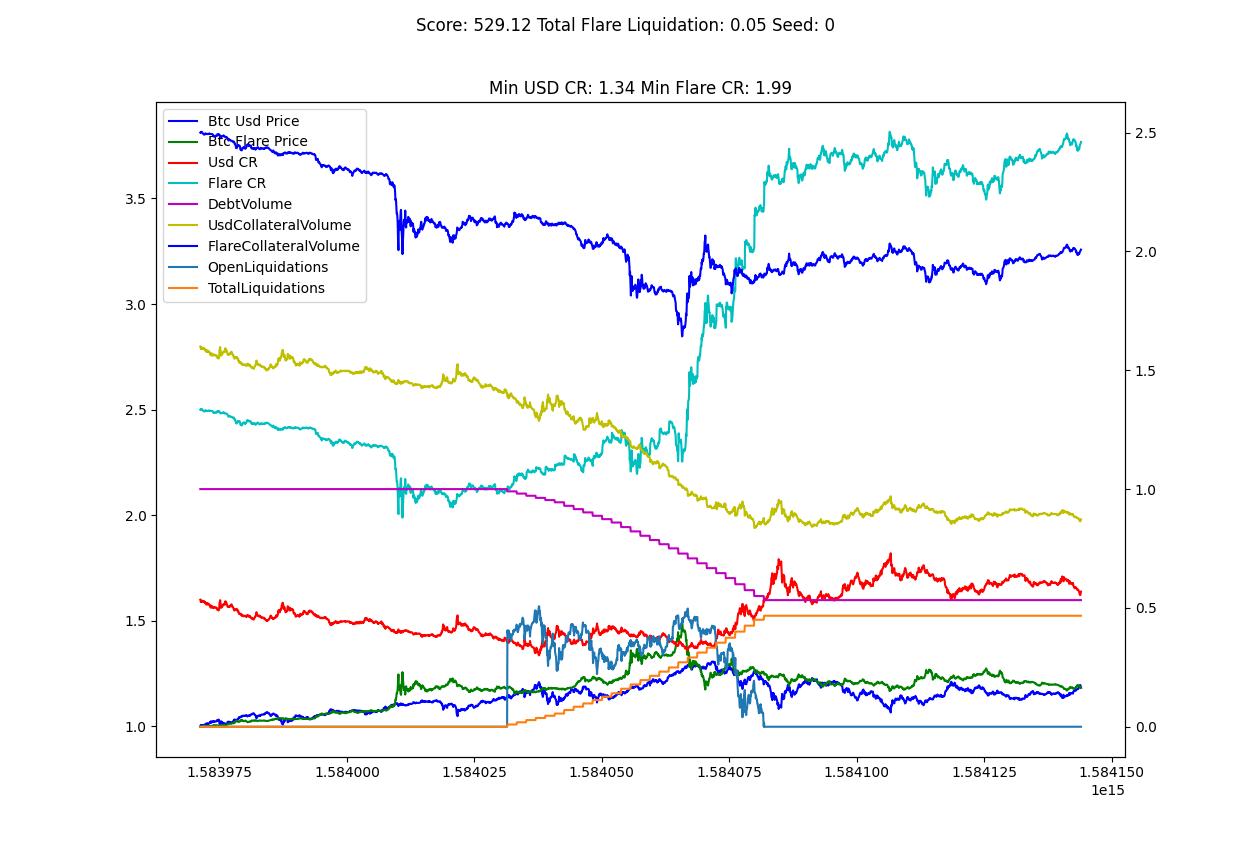 Score: 529.12 Total Flare Liquidation: 0.05 Seed: 0
Min USD CR: 1.34 Min Flare CR: 1.99
Btc Usd Price
Btc Flare Price
Usd CR
Flare CR
DebtVolume
UsdCollateralVolume
FlareCollateralVolume
OpenLiquidations
TotalLiquidations
3.5
3.0
2.5
2.0
1.5
1.0
2.5
2.0
1.5
1.0
0.5
0.0
1.583975 1.584000 1.584025 1.584050 1.584075 1.584100 1.584125 1.584150
1e15